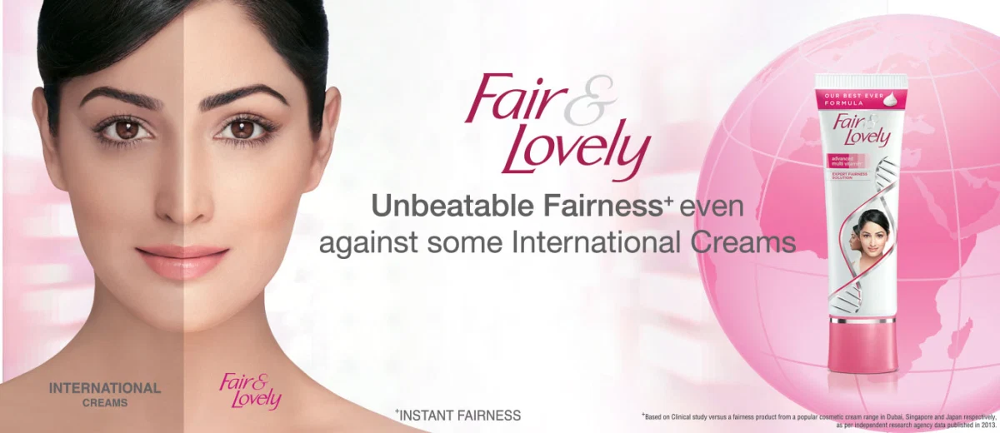 Fair &
Lovely
Unbeatable Fairness+ even
against some International Creams
OUR BEST EVER
FORMULA
Fair &
Lovely
advanced
multi vitamin
EXPERT FAIRNESS
SOLUTION
INTERNATIONAL
CREAMS
Fair &
Lovely
+INSTANT FAIRNESS
+Based on Clinical study versus a fairness product from a popular cosmetic cream range in Dubai, Singapore and Japan respectively,
as per independent research agency data published in 2013.